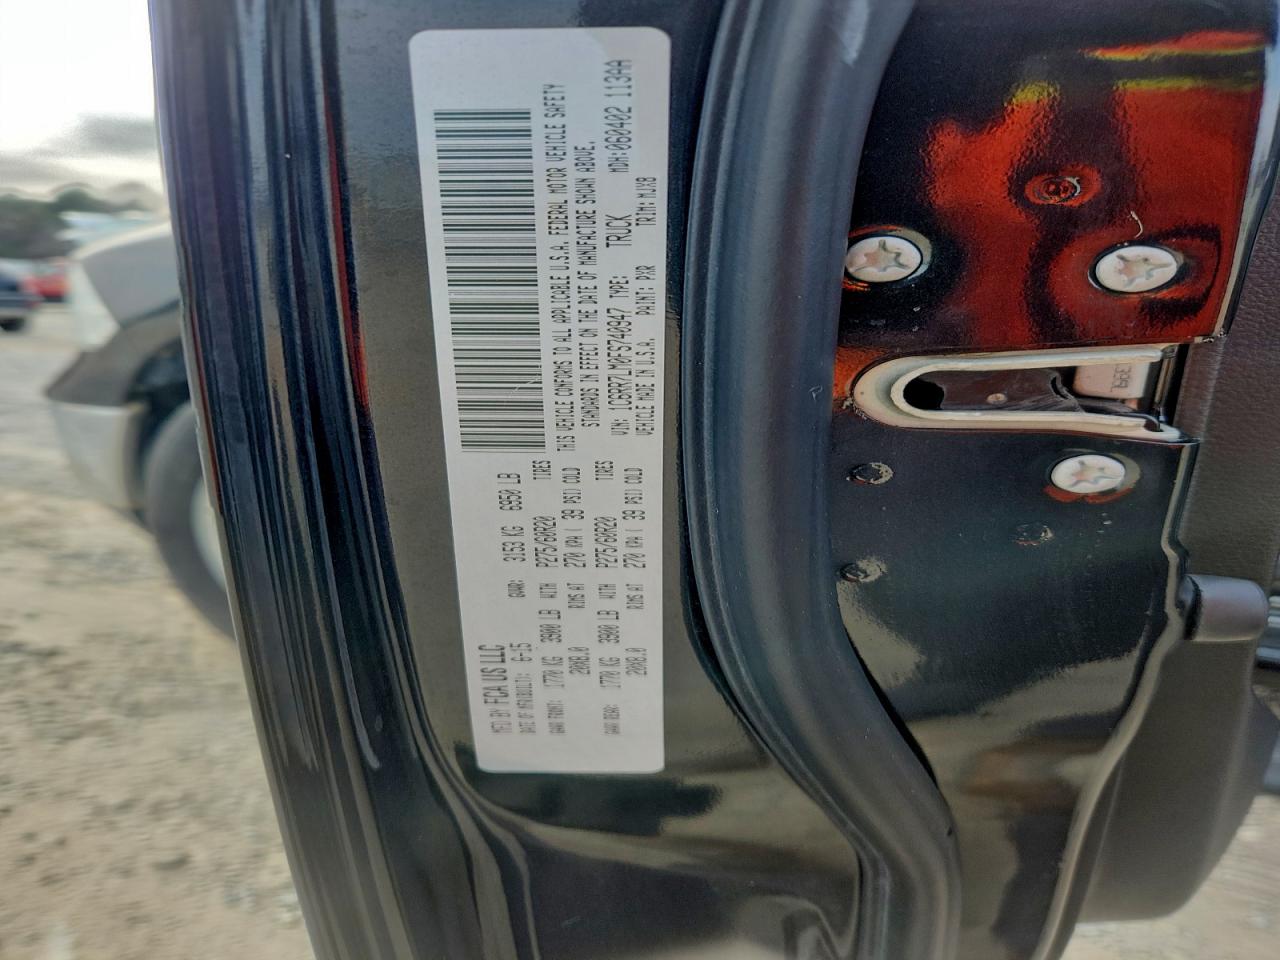 MFD BY FCA US LLC
DATE OF MFR(BUILT): 6-15 GVWR: 3153 KG 6950 LB
GAWR FRONT: 1770 KG 3900 LB WITH P275/60R20 TIRES
20X8.0 RIMS AT 270 KPA ( 39 PSI) COLD
GAWR REAR: 1770 KG 3900 LB WITH P275/60R20 TIRES
20X8.0 RIMS AT 270 KPA ( 39 PSI) COLD
THIS VEHICLE CONFORMS TO ALL APPLICABLE U.S.A. FEDERAL MOTOR VEHICLE SAFETY
STANDARDS IN EFFECT ON THE DATE OF MANUFACTURE SHOWN ABOVE.
VIN: 1C6RR7LM0FS740947 TYPE: TRUCK MDH: 060402 113AA
VEHICLE MADE IN U.S.A. PAINT: PXR TRIM: MJX8